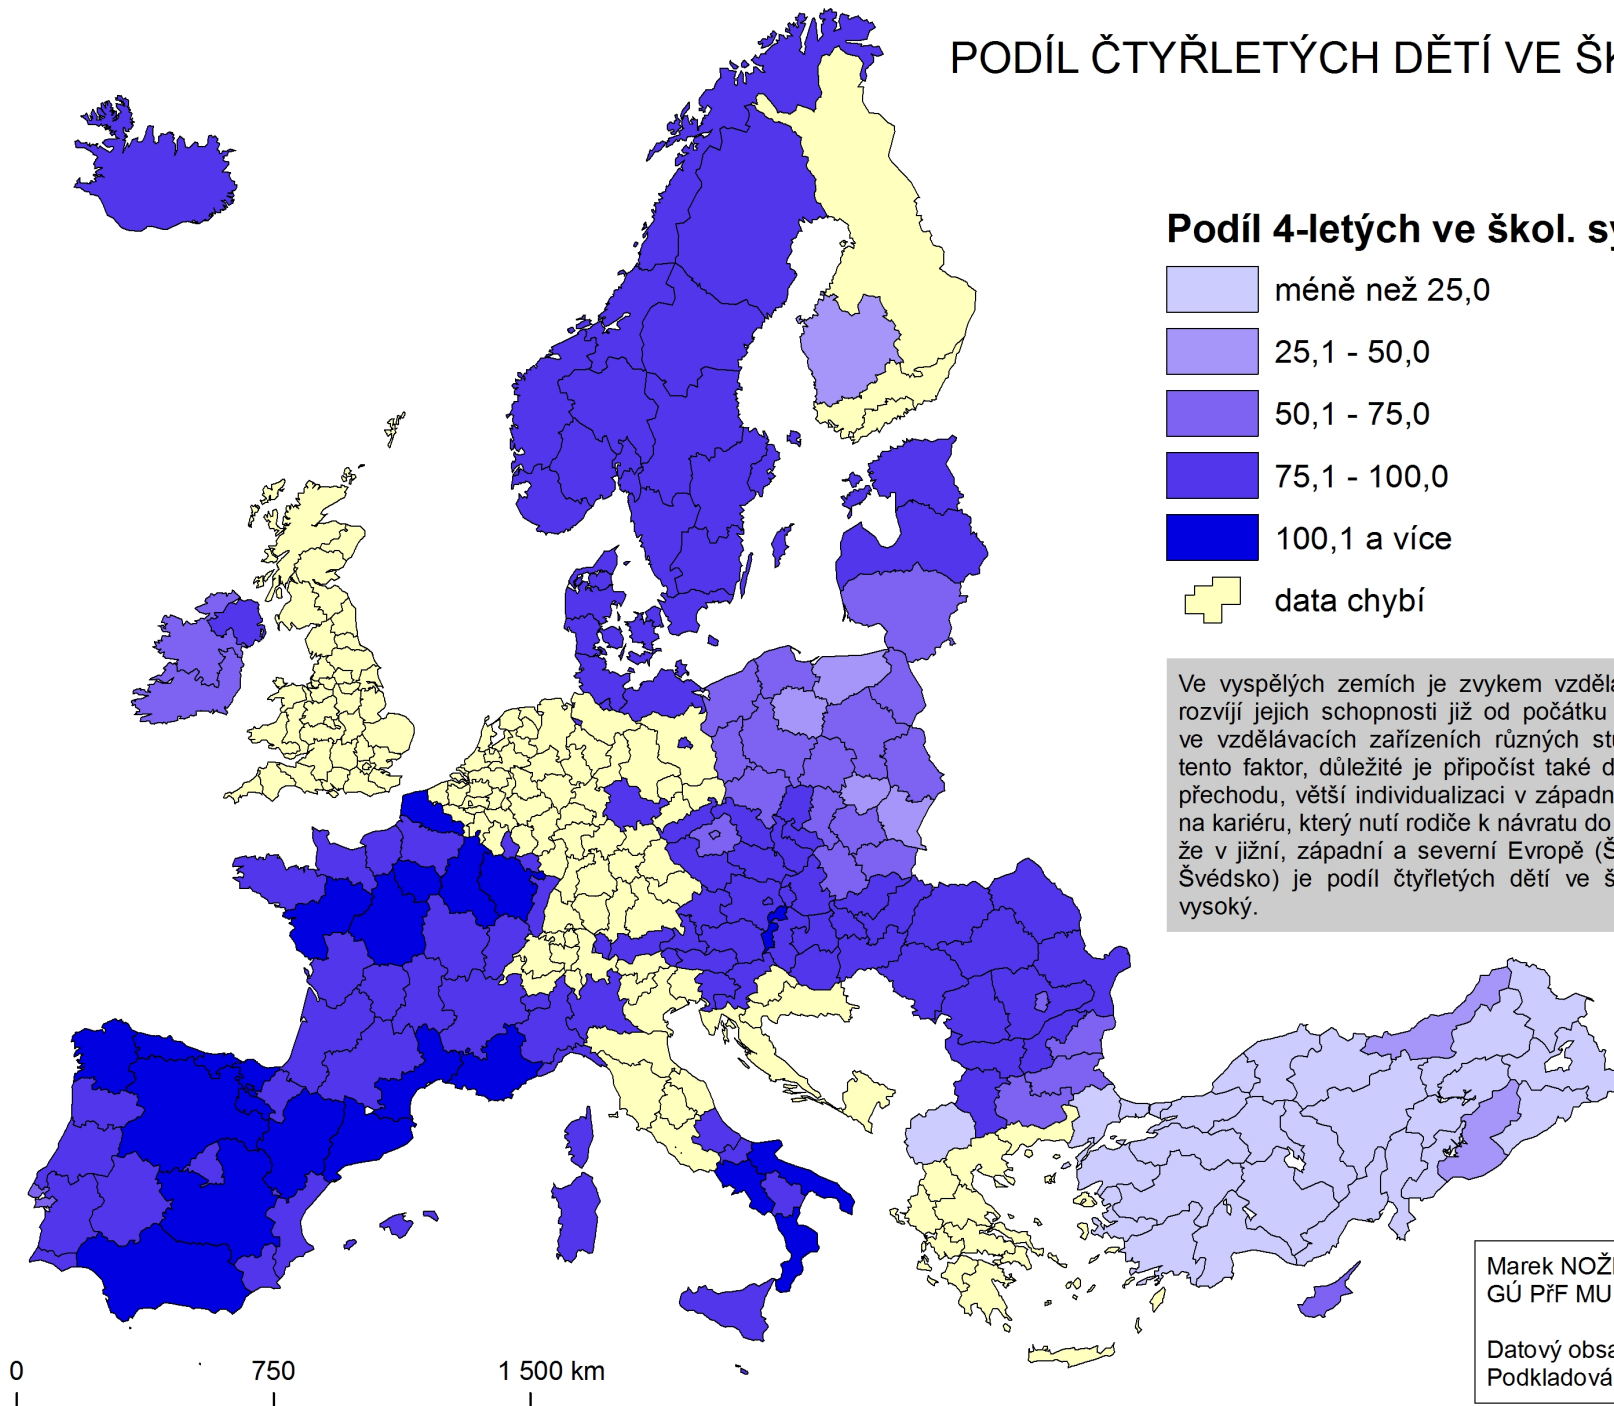 PODÍL ČTYŘLETÝCH DĚTÍ VE
Podíl 4-letých ve škol.
méně než 25,0
25,1 - 50,0
50,1 - 75,0
75,1 - 100,0
100,1 a více
data chybí
Ve vyspělých zemích je zvykem
rozvíjí jejich schopnosti již od počátku
ve vzdělávacích zařízeních různých
tento faktor, důležité je připočíst také
přechodu, větší individualizaci v
na kariéru, který nutí rodiče k návratu do
že v jižní, západní a severní Evropě
Švédsko) je podíl čtyřletých dětí ve
vysoký.
Marek
GÚ PřF MU
Datový
Podkladová
0 750 1 500 km